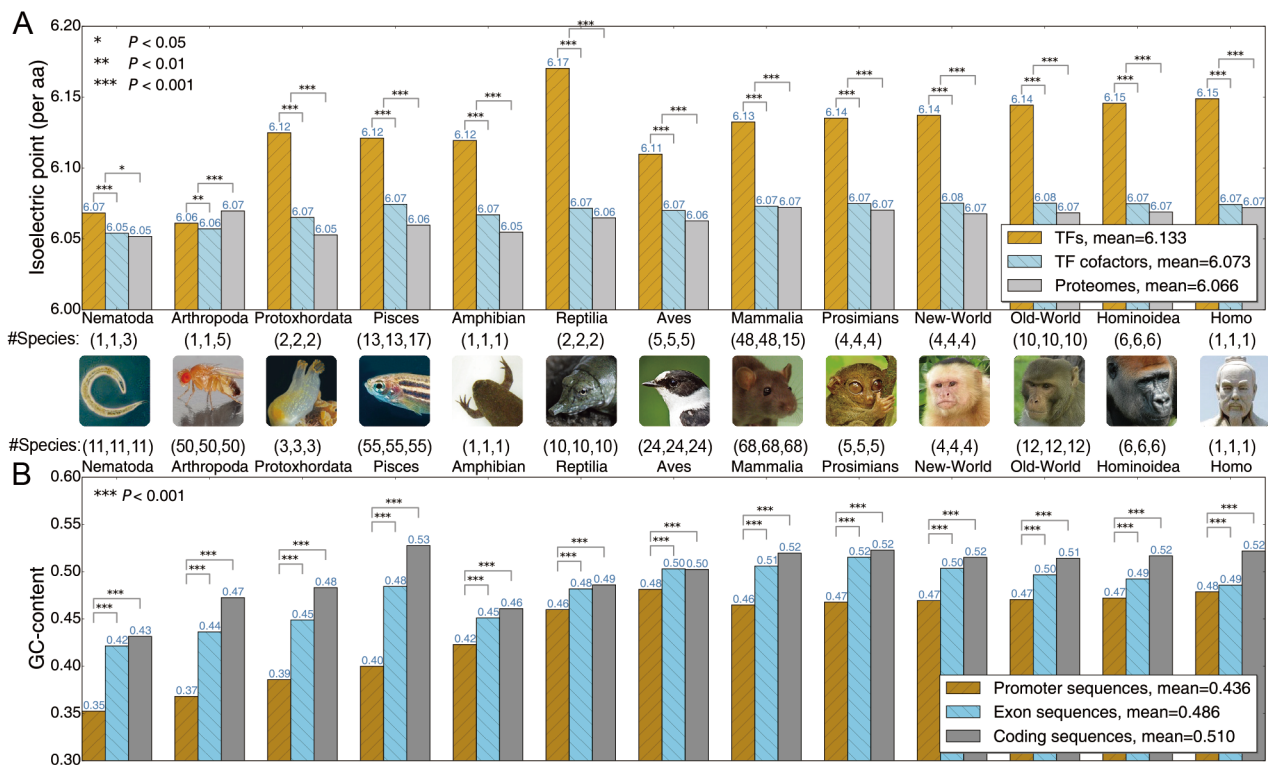 A
6.20
6.15
6.10
6.05
6.00
Isoelectric point (per aa)
* P < 0.05
** P < 0.01
*** P < 0.001
* *** *** ** *** *** *** *** *** *** *** *** *** *** *** *** *** *** *** *** *** *** *** *** *** ***
6.07 6.05 6.05 6.06 6.06 6.07 6.12 6.07 6.05 6.12 6.07 6.06 6.12 6.07 6.05 6.17 6.07 6.06 6.11 6.07 6.06 6.13 6.07 6.07 6.14 6.07 6.07 6.14 6.08 6.07 6.14 6.08 6.07 6.15 6.07 6.07 6.15 6.07 6.07
TFs, mean=6.133
TF cofactors, mean=6.073
Proteomes, mean=6.066
Nematoda Arthropoda Protoxhordata Pisces Amphibian Reptilia Aves Mammalia Prosimians New-World Old-World Hominoidea Homo
#Species: (1,1,3) (1,1,5) (2,2,2) (13,13,17) (1,1,1) (2,2,2) (5,5,5) (48,48,15) (4,4,4) (4,4,4) (10,10,10) (6,6,6) (1,1,1)
#Species: (11,11,11) (50,50,50) (3,3,3) (55,55,55) (1,1,1) (10,10,10) (24,24,24) (68,68,68) (5,5,5) (4,4,4) (12,12,12) (6,6,6) (1,1,1)
Nematoda Arthropoda Protoxhordata Pisces Amphibian Reptilia Aves Mammalia Prosimians New-World Old-World Hominoidea Homo
B
0.60
0.55
0.50
0.45
0.40
0.35
0.30
GC-content
*** P < 0.001
*** *** *** *** *** *** *** *** *** *** *** *** *** *** *** *** *** *** *** *** *** *** *** *** *** ***
0.35 0.42 0.43 0.37 0.44 0.47 0.39 0.45 0.48 0.40 0.48 0.53 0.42 0.45 0.46 0.46 0.48 0.49 0.48 0.50 0.50 0.46 0.51 0.52 0.47 0.52 0.52 0.47 0.50 0.52 0.47 0.50 0.51 0.47 0.49 0.52 0.48 0.49 0.52
Promoter sequences, mean=0.436
Exon sequences, mean=0.486
Coding sequences, mean=0.510